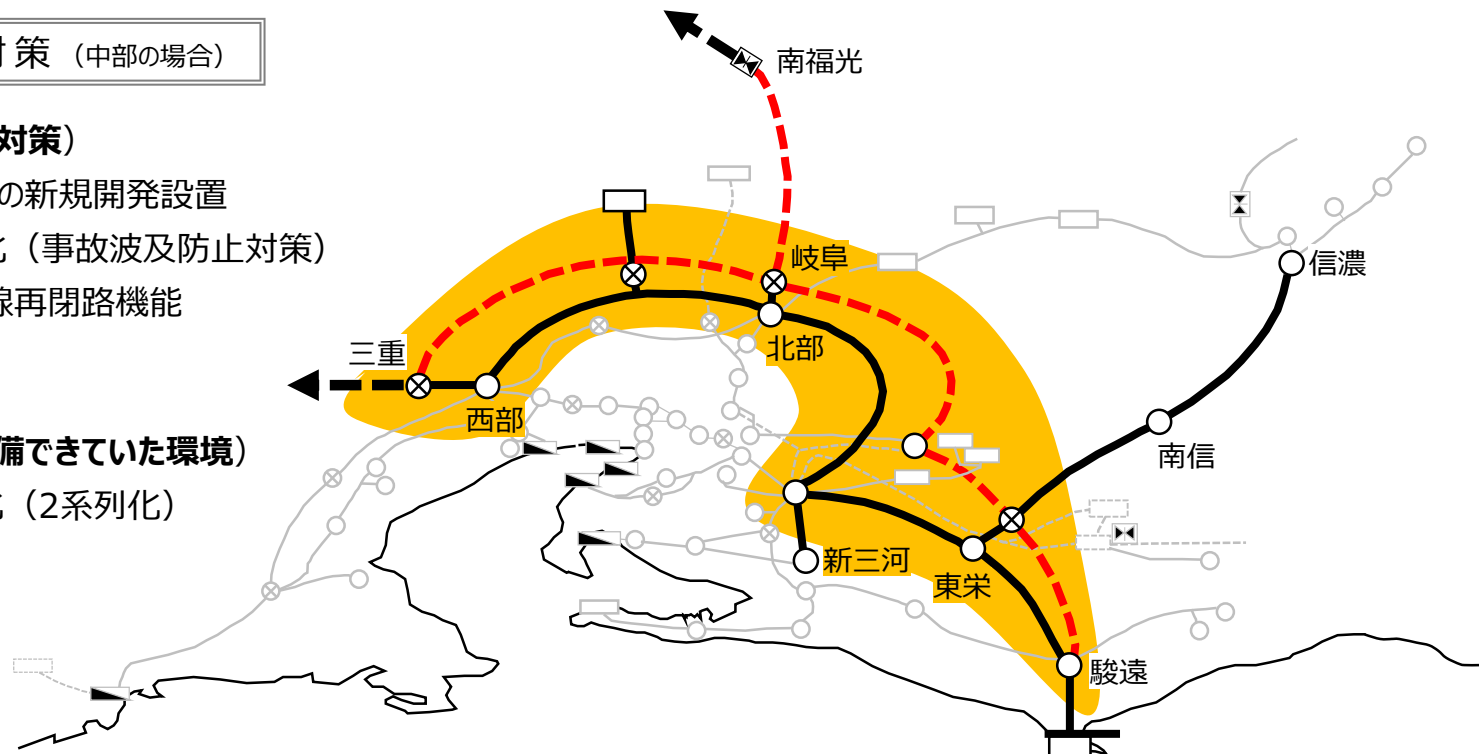 策（中部の場合）
対策）
の新規開発設置
（事故波及防止対策）
線再閉路機能
備できていた環境）
（2系列化）
南福光
岐阜
信濃
三重
北部
西部
南信
新三河
東栄
駿遠